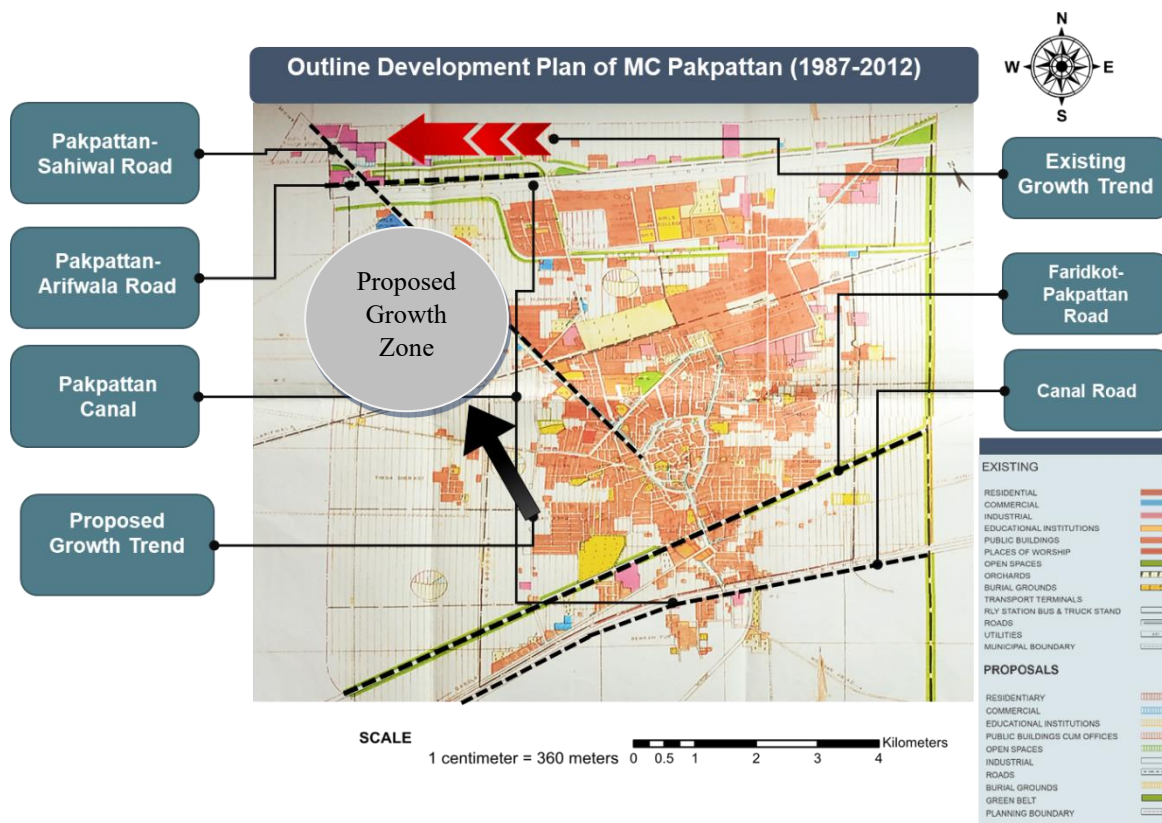 Outline Development Plan of MC Pakpattan (1987-2012)
N
W
E
S
Pakpattan-
Sahiwal Road
Pakpattan-
Arifwala Road
Pakpattan
Canal
Proposed
Growth Trend
Proposed
Growth
Zone
Existing
Growth Trend
Faridkot-
Pakpattan
Road
Canal Road
EXISTING
RESIDENTIAL
COMMERCIAL
INDUSTRIAL
EDUCATIONAL INSTITUTIONS
PUBLIC BUILDINGS
PLACES OF WORSHIP
OPEN SPACES
ORCHARDS
BURIAL GROUNDS
TRANSPORT TERMINALS
RLY STATION BUS & TRUCK STAND
ROADS
UTILITIES
MUNICIPAL BOUNDARY
PROPOSALS
RESIDENTIARY
COMMERCIAL
EDUCATIONAL INSTITUTIONS
PUBLIC BUILDINGS CUM OFFICES
OPEN SPACES
INDUSTRIAL
ROADS
BURIAL GROUNDS
GREEN BELT
PLANNING BOUNDARY
SCALE
1 centimeter = 360 meters
0 0.5 1 2 3 4
Kilometers